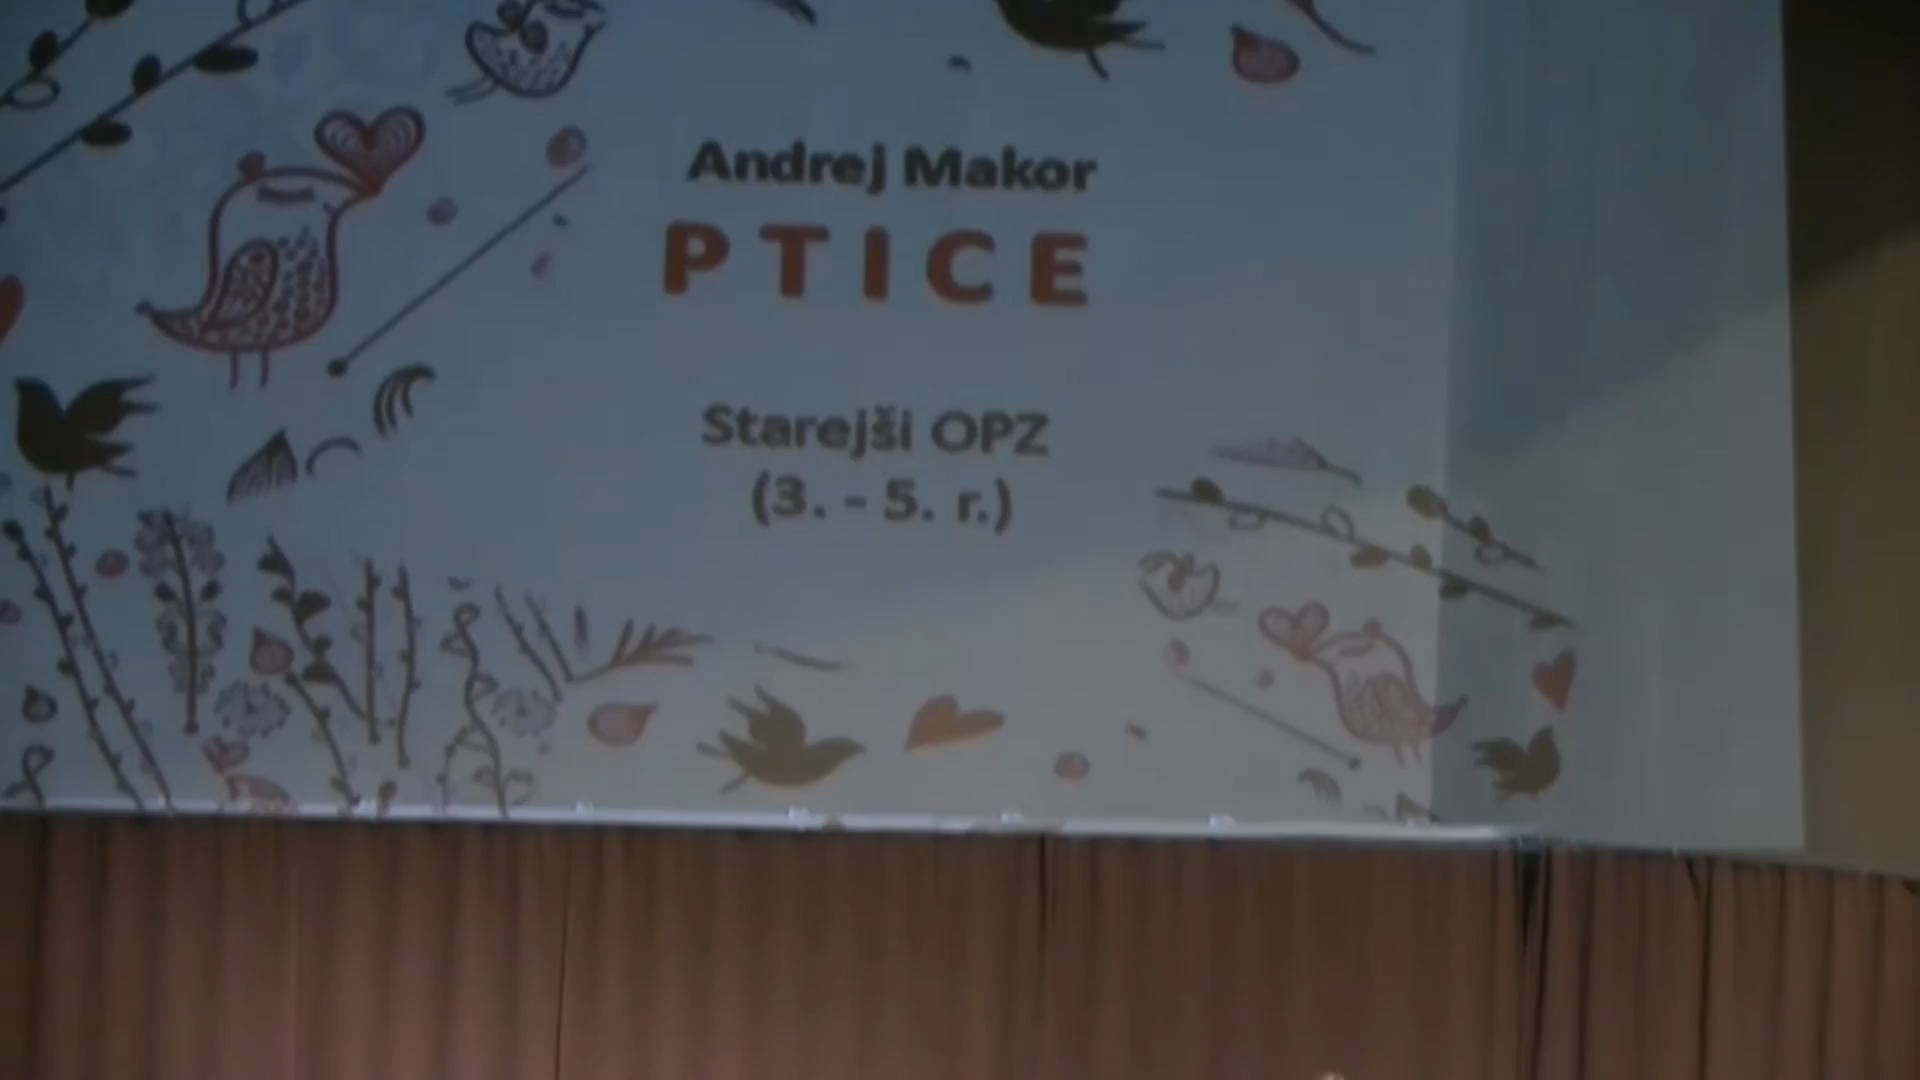 Andrej Makor
PTICE
Starejši OPZ
(3. - 5. r.)